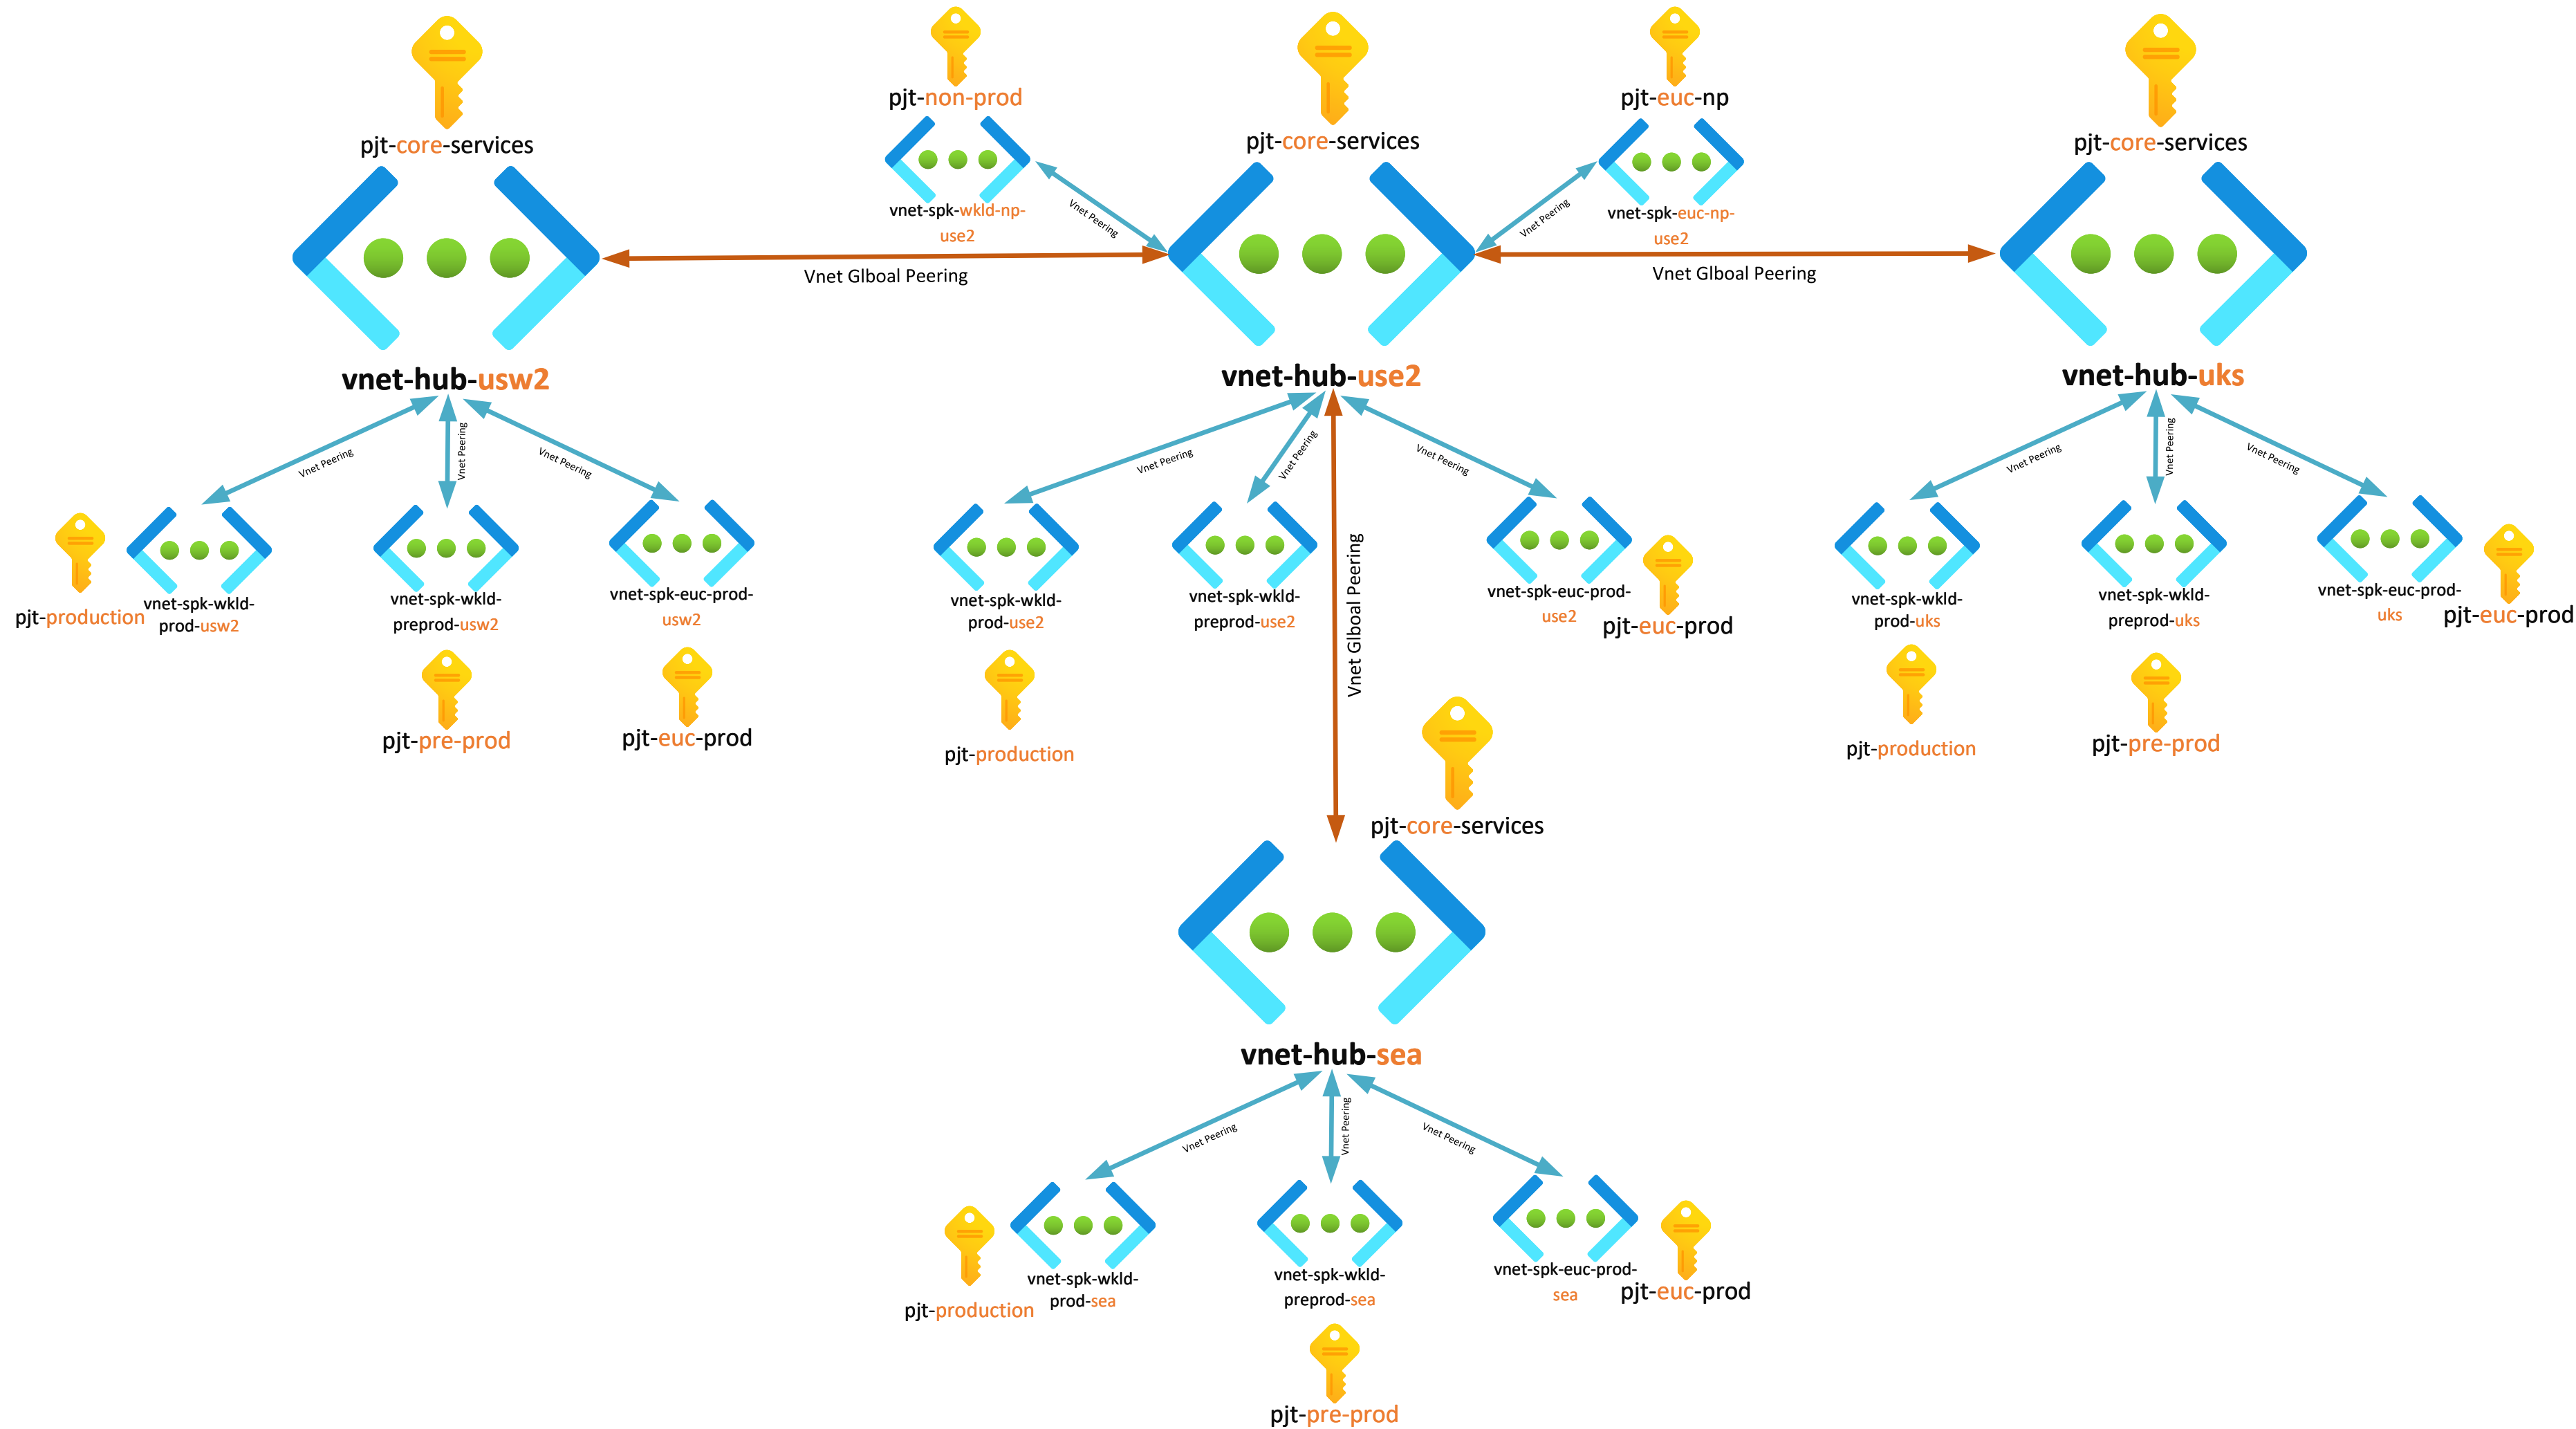 pjt-non-prod
pjt-euc-np
pjt-core-services
pjt-core-services
pjt-core-services
vnet-spk-wkld-np-
use2
vnet-spk-euc-np-
use2
Vnet Peering
Vnet Peering
Vnet Glboal Peering
Vnet Glboal Peering
vnet-hub-usw2
vnet-hub-use2
vnet-hub-uks
Vnet Peering
Vnet Peering
Vnet Peering
Vnet Peering
Vnet Peering
Vnet Peering
Vnet Peering
Vnet Peering
Vnet Peering
Vnet Glboal Peering
pjt-production
vnet-spk-wkld-
prod-usw2
vnet-spk-wkld-
preprod-usw2
vnet-spk-euc-prod-
usw2
vnet-spk-wkld-
prod-use2
vnet-spk-wkld-
preprod-use2
vnet-spk-euc-prod-
use2
pjt-euc-prod
vnet-spk-wkld-
prod-uks
vnet-spk-wkld-
preprod-uks
vnet-spk-euc-prod-
uks
pjt-euc-prod
pjt-pre-prod
pjt-euc-prod
pjt-production
pjt-production
pjt-pre-prod
pjt-core-services
vnet-hub-sea
Vnet Peering
Vnet Peering
Vnet Peering
pjt-production
vnet-spk-wkld-
prod-sea
vnet-spk-wkld-
preprod-sea
vnet-spk-euc-prod-
sea
pjt-euc-prod
pjt-pre-prod